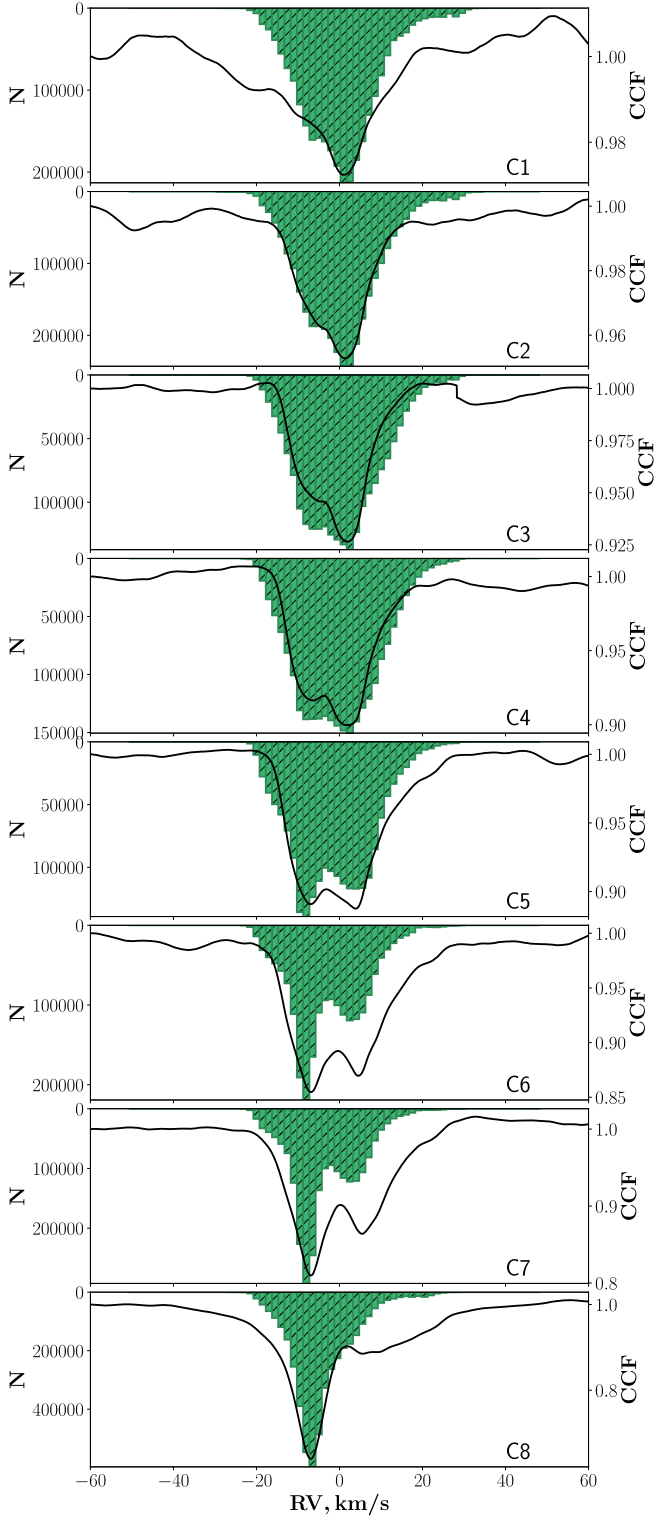 0
100000
200000
N
1.00
0.98
CCF
C1
0
100000
200000
N
1.00
0.98
0.96
CCF
C2
0
50000
100000
N
1.000
0.975
0.950
0.925
CCF
C3
0
50000
100000
150000
N
1.00
0.95
0.90
CCF
C4
0
50000
100000
N
1.00
0.95
0.90
CCF
C5
0
100000
200000
N
1.00
0.95
0.90
0.85
CCF
C6
0
100000
200000
N
1.0
0.9
0.8
CCF
C7
0
200000
400000
N
1.0
0.8
CCF
C8
−60 −40 −20 0 20 40 60
RV, km/s